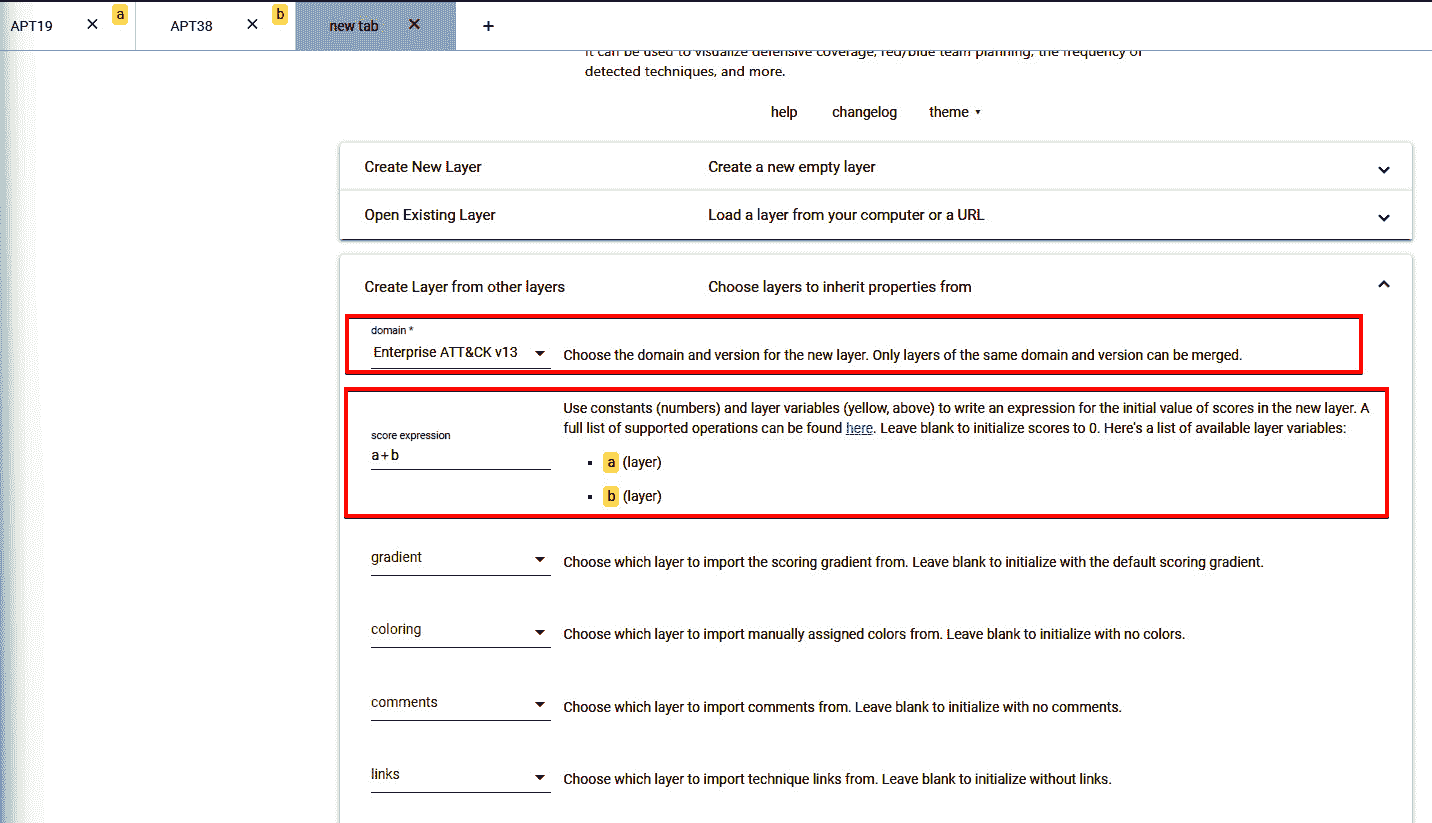 APT19 × a APT38 × b new tab × +
it can be used to visualize defensive coverage, red/blue team planning, the frequency of
detected techniques, and more.
help changelog theme ▾
Create New Layer Create a new empty layer
Open Existing Layer Load a layer from your computer or a URL
Create Layer from other layers Choose layers to inherit properties from
domain *
Enterprise ATT&CK v13 Choose the domain and version for the new layer. Only layers of the same domain and version can be merged.
Use constants (numbers) and layer variables (yellow, above) to write an expression for the initial value of scores in the new layer. A
full list of supported operations can be found here. Leave blank to initialize scores to 0. Here's a list of available layer variables:
score expression
a+b
▪ a (layer)
▪ b (layer)
gradient Choose which layer to import the scoring gradient from. Leave blank to initialize with the default scoring gradient.
coloring Choose which layer to import manually assigned colors from. Leave blank to initialize with no colors.
comments Choose which layer to import comments from. Leave blank to initialize with no comments.
links Choose which layer to import technique links from. Leave blank to initialize without links.